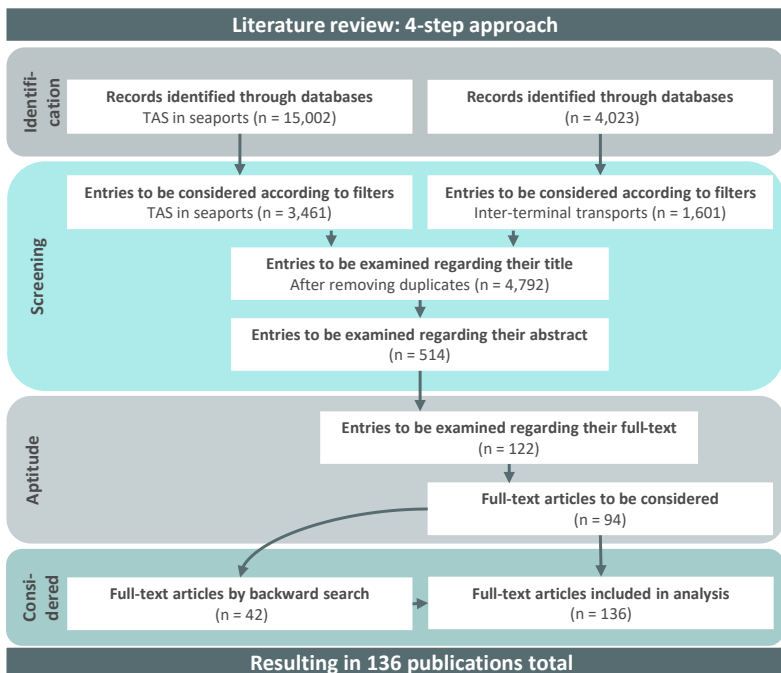 Literature review: 4-step approach
Identifi-
cation
Records identified through databases
TAS in seaports (n = 15,002)
Records identified through databases
(n = 4,023)
Screening
Entries to be considered according to filters
TAS in seaports (n = 3,461)
Entries to be considered according to filters
Inter-terminal transports (n = 1,601)
Entries to be examined regarding their title
After removing duplicates (n = 4,792)
Entries to be examined regarding their abstract
(n = 514)
Aptitude
Entries to be examined regarding their full-text
(n = 122)
Full-text articles to be considered
(n = 94)
Consi-
dered
Full-text articles by backward search
(n = 42)
Full-text articles included in analysis
(n = 136)
Resulting in 136 publications total